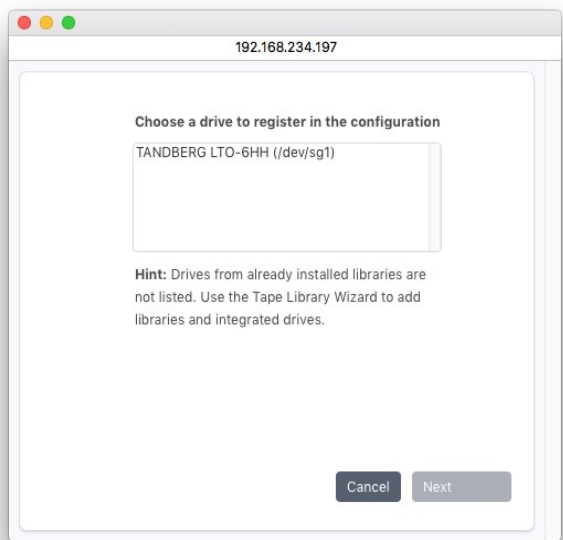 192.168.234.197
Choose a drive to register in the configuration
TANDBERG LTO-6HH (/dev/sg1)
Hint: Drives from already installed libraries are
not listed. Use the Tape Library Wizard to add
libraries and integrated drives.
Cancel
Next